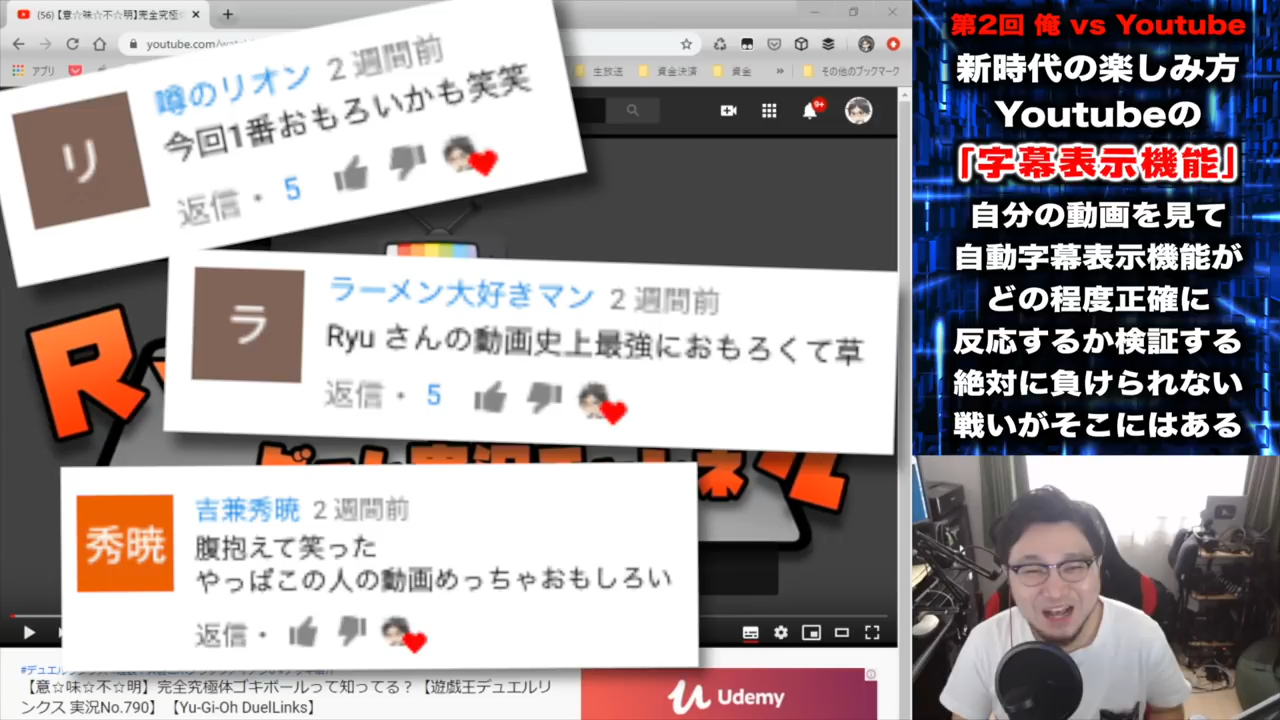 (56)【意☆味☆不☆明】完全究極
youtube.com/wat
アプリ
生放送
資金決済
資金
»
その他のブックマーク
9+
リ
噂のリオン 2 週間前
今回1番おもろいかも笑笑
返信・ 5
ラ
ラーメン大好きマン 2 週間前
Ryu さんの動画史上最強におもろくて草
返信・ 5
秀暁
吉兼秀暁 2 週間前
腹抱えて笑った
やっぱこの人の動画めっちゃおもしろい
返信・
【意☆味☆不☆明】完全究極体ゴキボールって知ってる？【遊戯王デュエルリ
ンクス 実況No.790】【Yu-Gi-Oh DuelLinks】
Udemy
第2回 俺 vs Youtube
新時代の楽しみ方
Youtubeの
「字幕表示機能」
自分の動画を見て
自動字幕表示機能が
どの程度正確に
反応するか検証する
絶対に負けられない
戦いがそこにはある